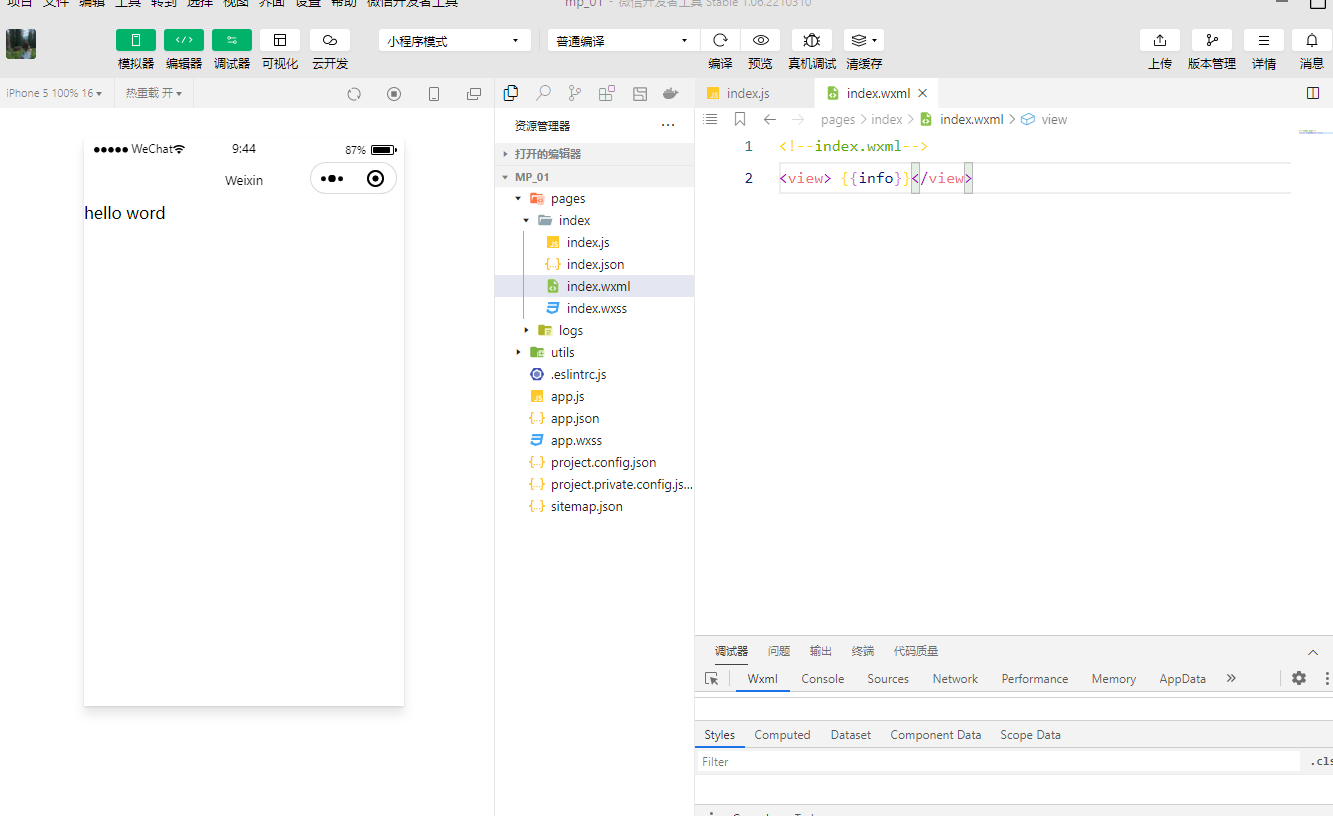 项目 文件 编辑 工具 转到 选择 视图 界面 设置 帮助 微信开发者工具
mp_01 - 微信开发者工具 Stable 1.06.2210310
小程序模式
普通编译
模拟器 编辑器 调试器 可视化 云开发
编译 预览 真机调试 清缓存
上传 版本管理 详情 消息
iPhone 5 100% 16
热重载 开
WeChat
9:44
87%
Weixin
hello word
资源管理器
打开的编辑器
MP_01
pages
index
index.js
index.json
index.wxml
index.wxss
logs
utils
.eslintrc.js
app.js
app.json
app.wxss
project.config.json
project.private.config.js...
sitemap.json
index.js
index.wxml
pages > index > index.wxml > view
1 <!--index.wxml-->
2 <view> {{info}}</view>
调试器 问题 输出 终端 代码质量
Wxml Console Sources Network Performance Memory AppData »
Styles Computed Dataset Component Data Scope Data
Filter
.cls